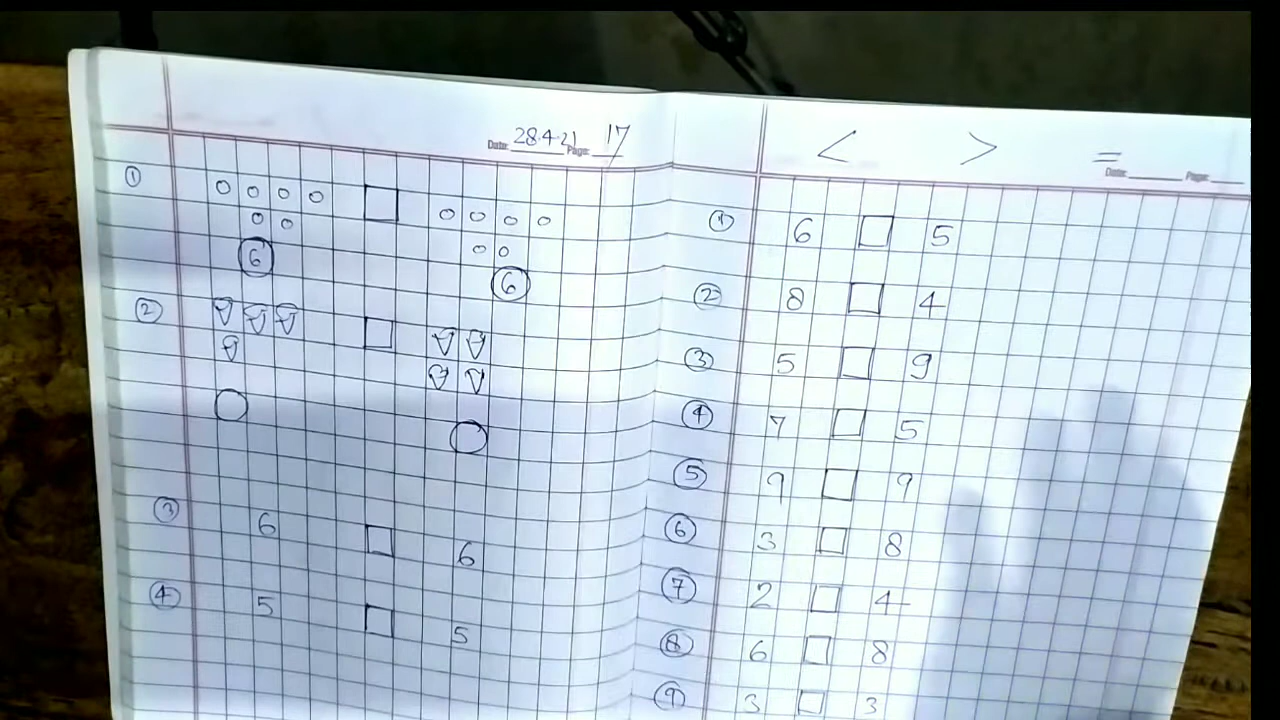 Date: 28-4-21 Page: 17
① □
6 6
② □
③ 6 □ 6
④ 5 □ 5
< > =
Date: Page:
① 6 □ 5
② 8 □ 4
③ 5 □ 9
④ 7 □ 5
⑤ 9 □ 9
⑥ 3 □ 8
⑦ 2 □ 4
⑧ 6 □ 8
⑨ 3 □ 3